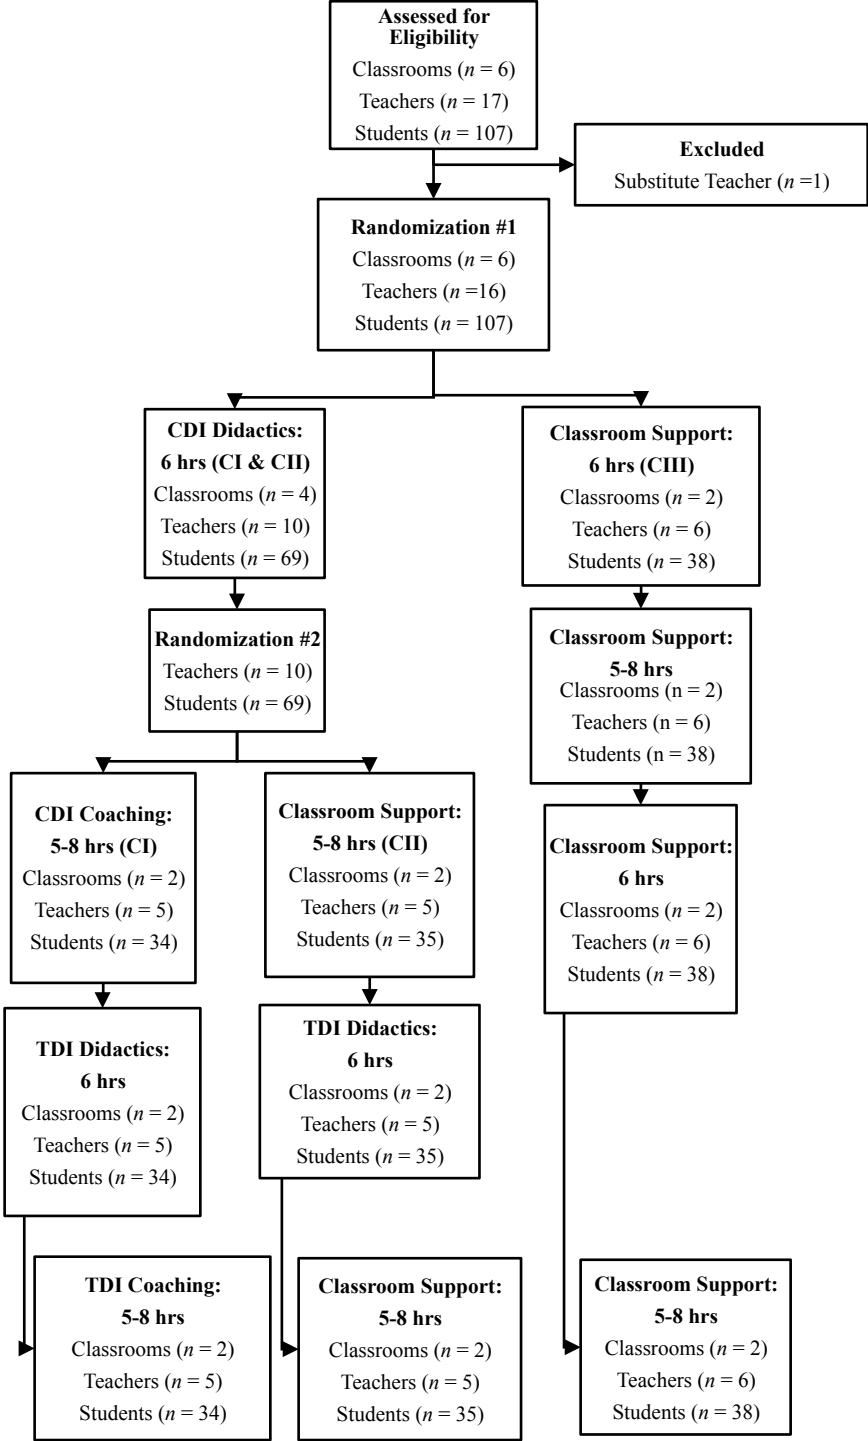 Assessed for
Eligibility
Classrooms (n = 6)
Teachers (n = 17)
Students (n = 107)
Excluded
Substitute Teacher (n =1)
Randomization #1
Classrooms (n = 6)
Teachers (n =16)
Students (n = 107)
CDI Didactics:
6 hrs (CI & CII)
Classrooms (n = 4)
Teachers (n = 10)
Students (n = 69)
Classroom Support:
6 hrs (CIII)
Classrooms (n = 2)
Teachers (n = 6)
Students (n = 38)
Randomization #2
Teachers (n = 10)
Students (n = 69)
Classroom Support:
5-8 hrs
Classrooms (n = 2)
Teachers (n = 6)
Students (n = 38)
CDI Coaching:
5-8 hrs (CI)
Classrooms (n = 2)
Teachers (n = 5)
Students (n = 34)
Classroom Support:
5-8 hrs (CII)
Classrooms (n = 2)
Teachers (n = 5)
Students (n = 35)
Classroom Support:
6 hrs
Classrooms (n = 2)
Teachers (n = 6)
Students (n = 38)
TDI Didactics:
6 hrs
Classrooms (n = 2)
Teachers (n = 5)
Students (n = 34)
TDI Didactics:
6 hrs
Classrooms (n = 2)
Teachers (n = 5)
Students (n = 35)
TDI Coaching:
5-8 hrs
Classrooms (n = 2)
Teachers (n = 5)
Students (n = 34)
Classroom Support:
5-8 hrs
Classrooms (n = 2)
Teachers (n = 5)
Students (n = 35)
Classroom Support:
5-8 hrs
Classrooms (n = 2)
Teachers (n = 6)
Students (n = 38)